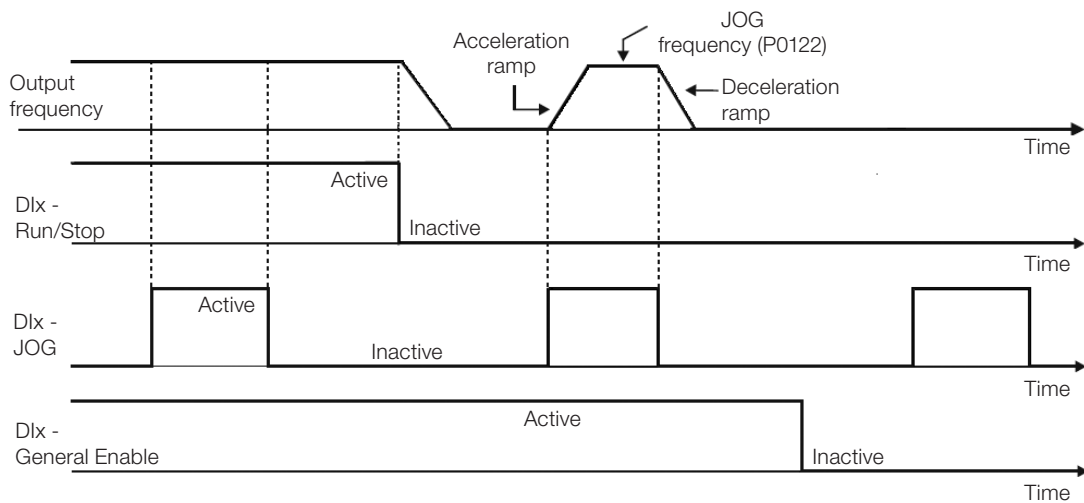 JOG
frequency (P0122)
Acceleration
ramp
Output
frequency
Deceleration
ramp
Time
Active
DIx -
Run/Stop
Inactive
Time
Active
DIx -
JOG
Inactive
Time
Active
DIx -
General Enable
Inactive
Time